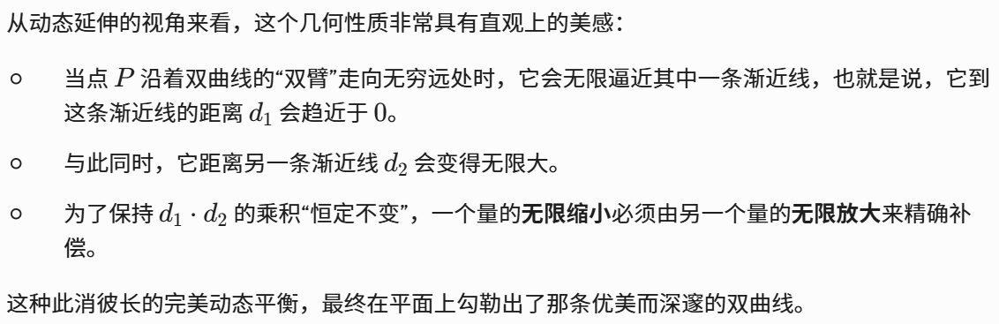 从动态延伸的视角来看，这个几何性质非常具有直观上的美感：
○ 当点 P 沿着双曲线的“双臂”走向无穷远处时，它会无限逼近其中一条渐近线，也就是说，它到
这条渐近线的距离 d₁ 会趋近于 0。
○ 与此同时，它距离另一条渐近线 d₂ 会变得无限大。
○ 为了保持 d₁ · d₂ 的乘积“恒定不变”，一个量的无限缩小必须由另一个量的无限放大来精确补
偿。
这种此消彼长的完美动态平衡，最终在平面上勾勒出了那条优美而深邃的双曲线。